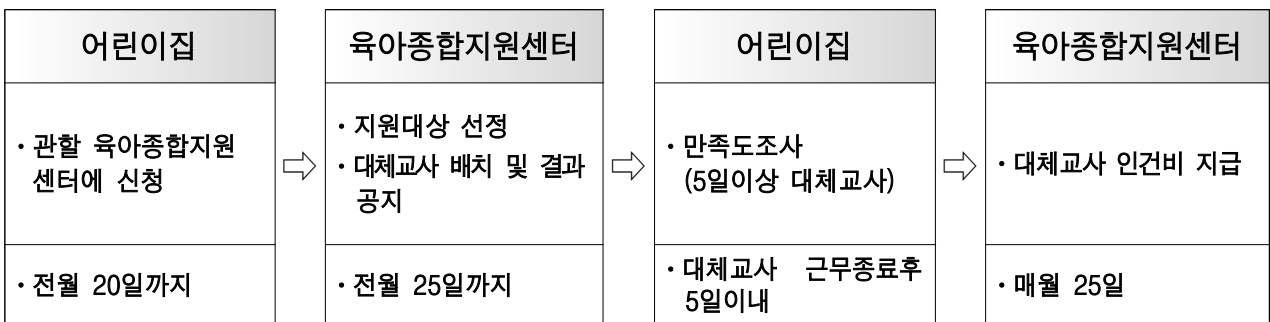 어린이집
육아종합지원센터
어린이집
육아종합지원센터
· 관할 육아종합지원
센터에 신청
⇨
· 지원대상 선정
· 대체교사 배치 및 결과
공지
⇨
· 만족도조사
(5일이상 대체교사)
⇨
· 대체교사 인건비 지급
· 전월 20일까지
· 전월 25일까지
· 대체교사 근무종료후
5일이내
· 매월 25일